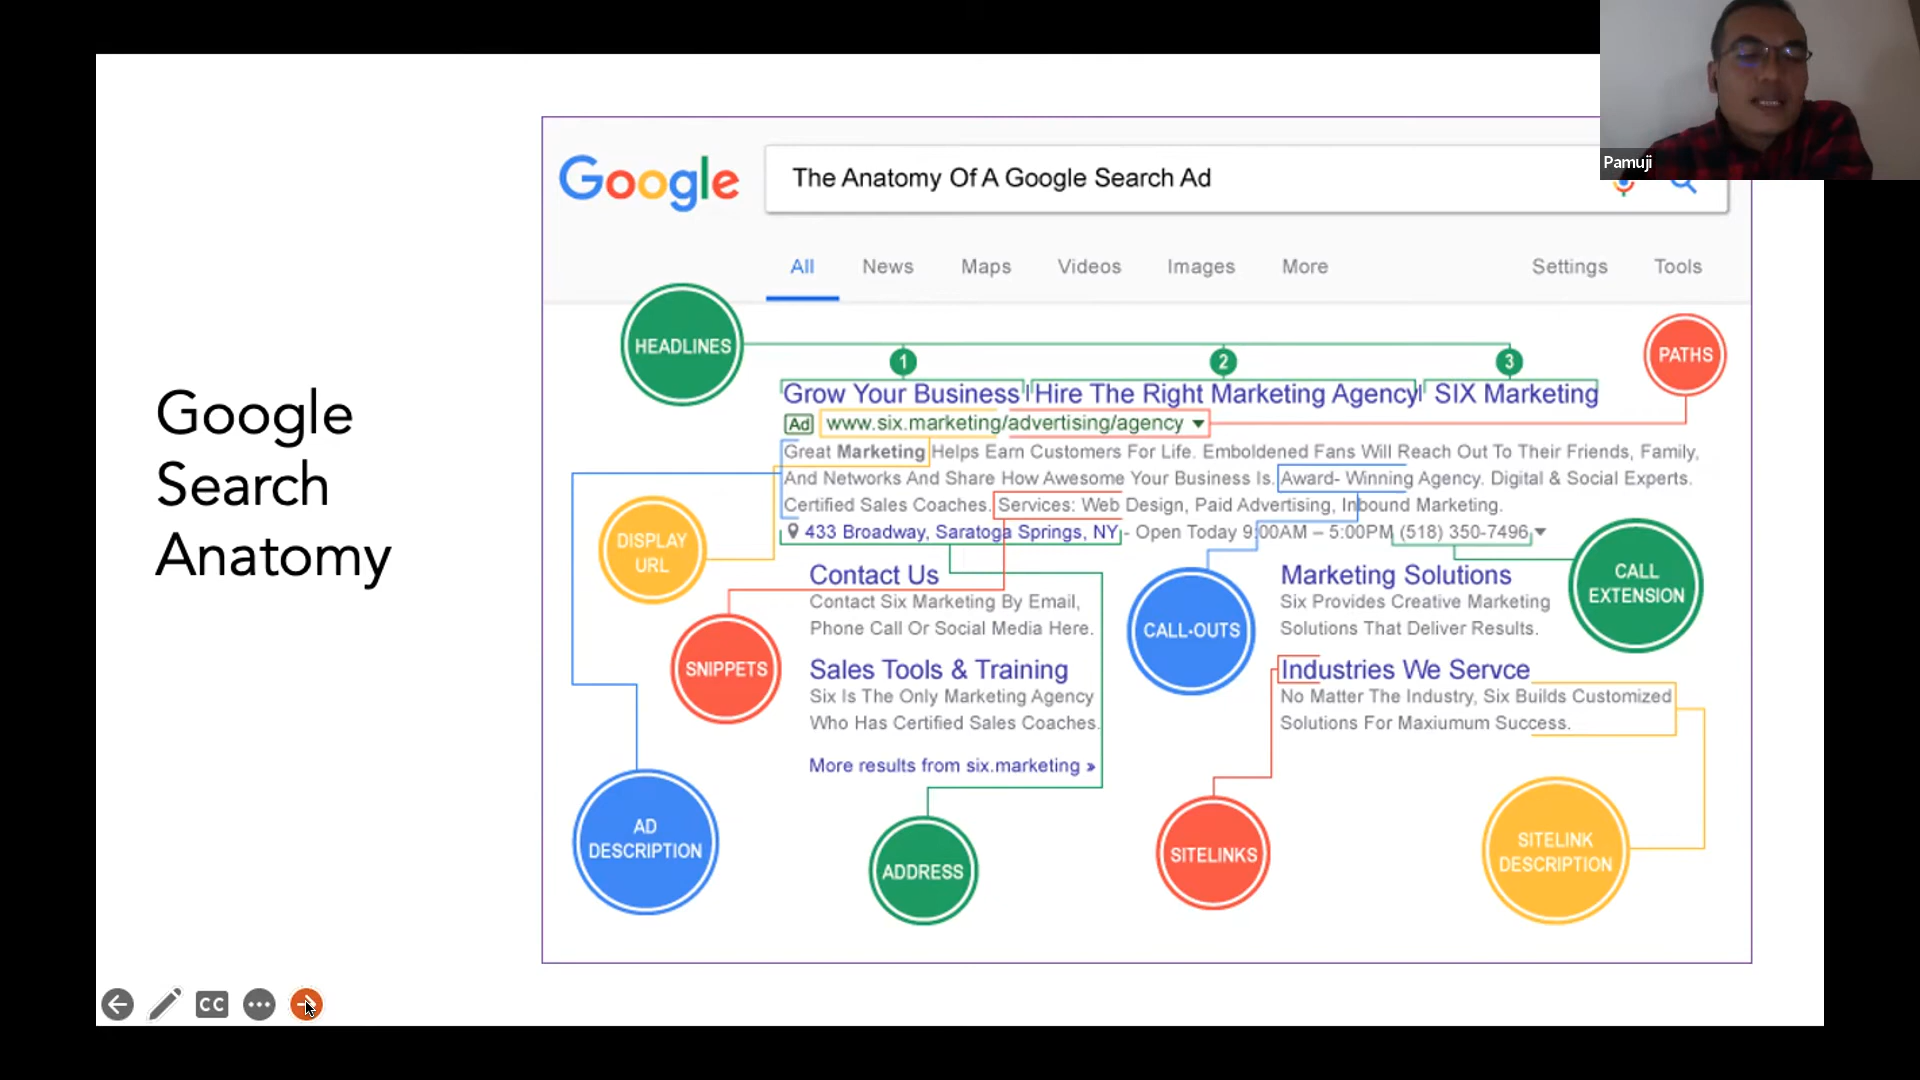 Pamuji
Google
Search
Anatomy
Google
The Anatomy Of A Google Search Ad
All News Maps Videos Images More Settings Tools
HEADLINES
PATHS
1 2 3
Grow Your Business | Hire The Right Marketing Agency| SIX Marketing
Ad www.six.marketing/advertising/agency
Great Marketing Helps Earn Customers For Life. Emboldened Fans Will Reach Out To Their Friends, Family,
And Networks And Share How Awesome Your Business Is. Award- Winning Agency. Digital & Social Experts.
Certified Sales Coaches. Services: Web Design, Paid Advertising, Inbound Marketing.
433 Broadway, Saratoga Springs, NY - Open Today 9:00AM – 5:00PM (518) 350-7496
DISPLAY
URL
CALL
EXTENSION
Contact Us
Contact Six Marketing By Email,
Phone Call Or Social Media Here.
CALL-OUTS
Marketing Solutions
Six Provides Creative Marketing
Solutions That Deliver Results.
SNIPPETS
Sales Tools & Training
Six Is The Only Marketing Agency
Who Has Certified Sales Coaches.
Industries We Servce
No Matter The Industry, Six Builds Customized
Solutions For Maxiumum Success.
More results from six.marketing »
AD
DESCRIPTION
ADDRESS
SITELINKS
SITELINK
DESCRIPTION
CC